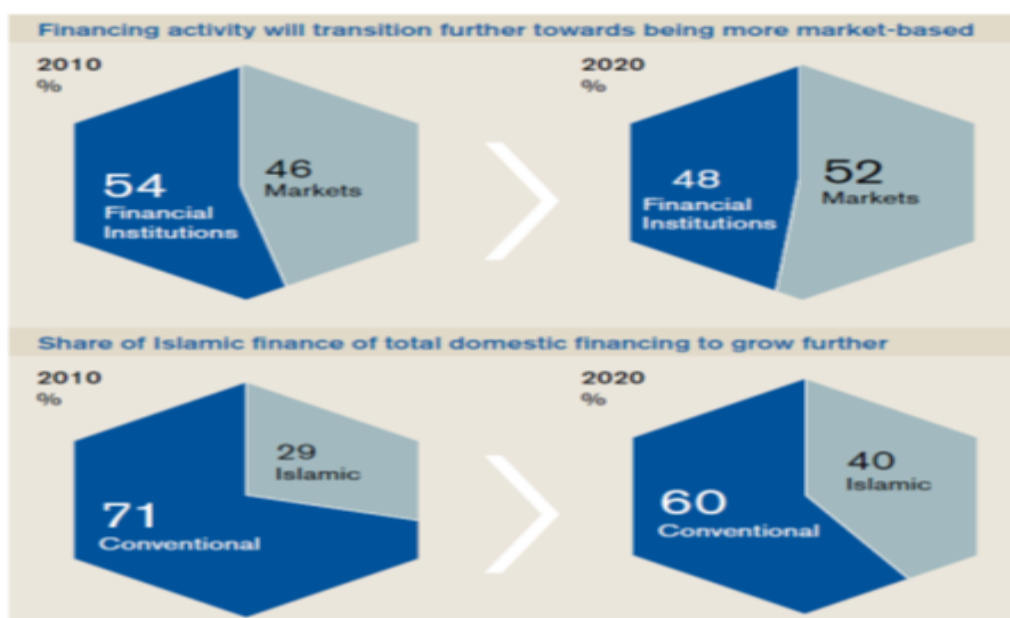 Financing activity will transition further towards being more market-based
2010
%
54
Financial
Institutions
46
Markets
2020
%
48
Financial
Institutions
52
Markets
Share of Islamic finance of total domestic financing to grow further
2010
%
71
Conventional
29
Islamic
2020
%
60
Conventional
40
Islamic